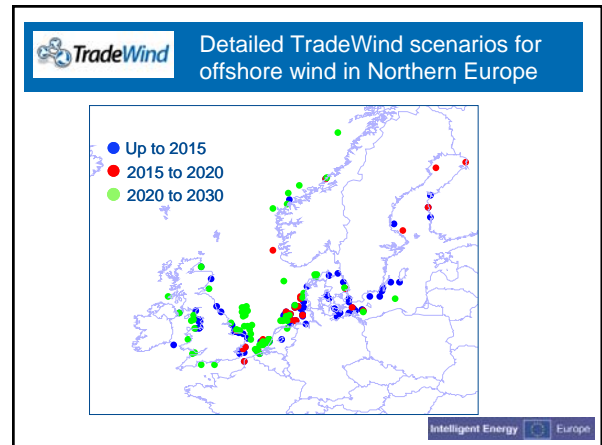 TradeWind
Detailed TradeWind scenarios for
offshore wind in Northern Europe
Up to 2015
2015 to 2020
2020 to 2030
Intelligent Energy Europe